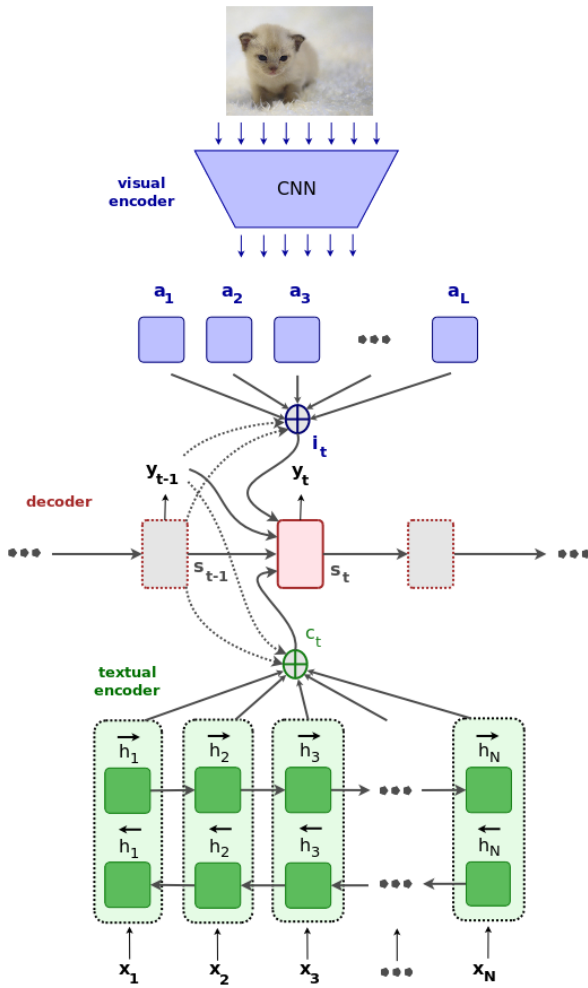 visual
encoder
CNN
a1 a2 a3 aL
it
yt-1 yt
decoder
st-1 st
ct
textual
encoder
h1 h2 h3 hN
h1 h2 h3 hN
x1 x2 x3 xN